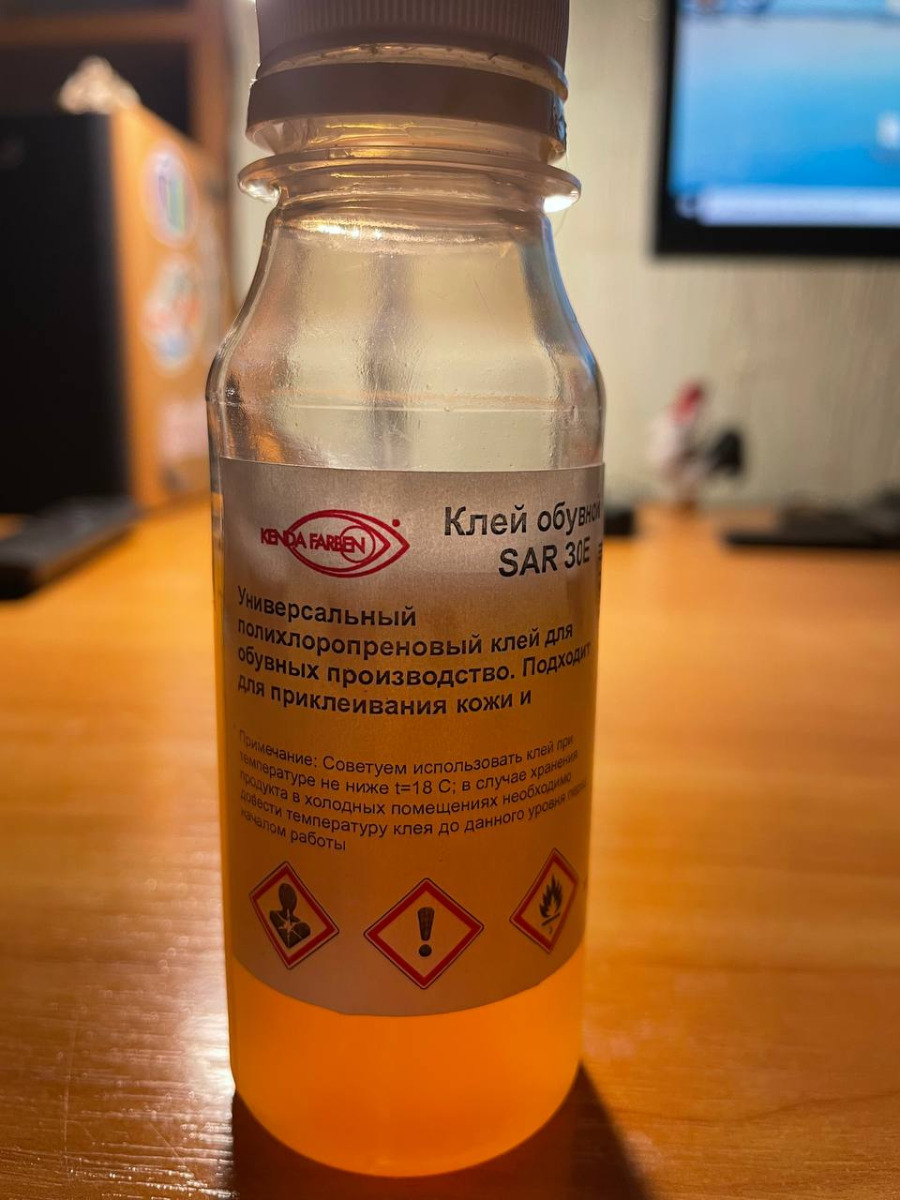 KENDA FARBEN
Клей обувной
SAR 30E
Универсальный
полихлоропреновый клей для
обувных производство. Подходит
для приклеивания кожи и
Примечание: Советуем использовать клей при
температуре не ниже t=18 C; в случае хранения
продукта в холодных помещениях необходимо
довести температуру клея до данного уровня перед
началом работы